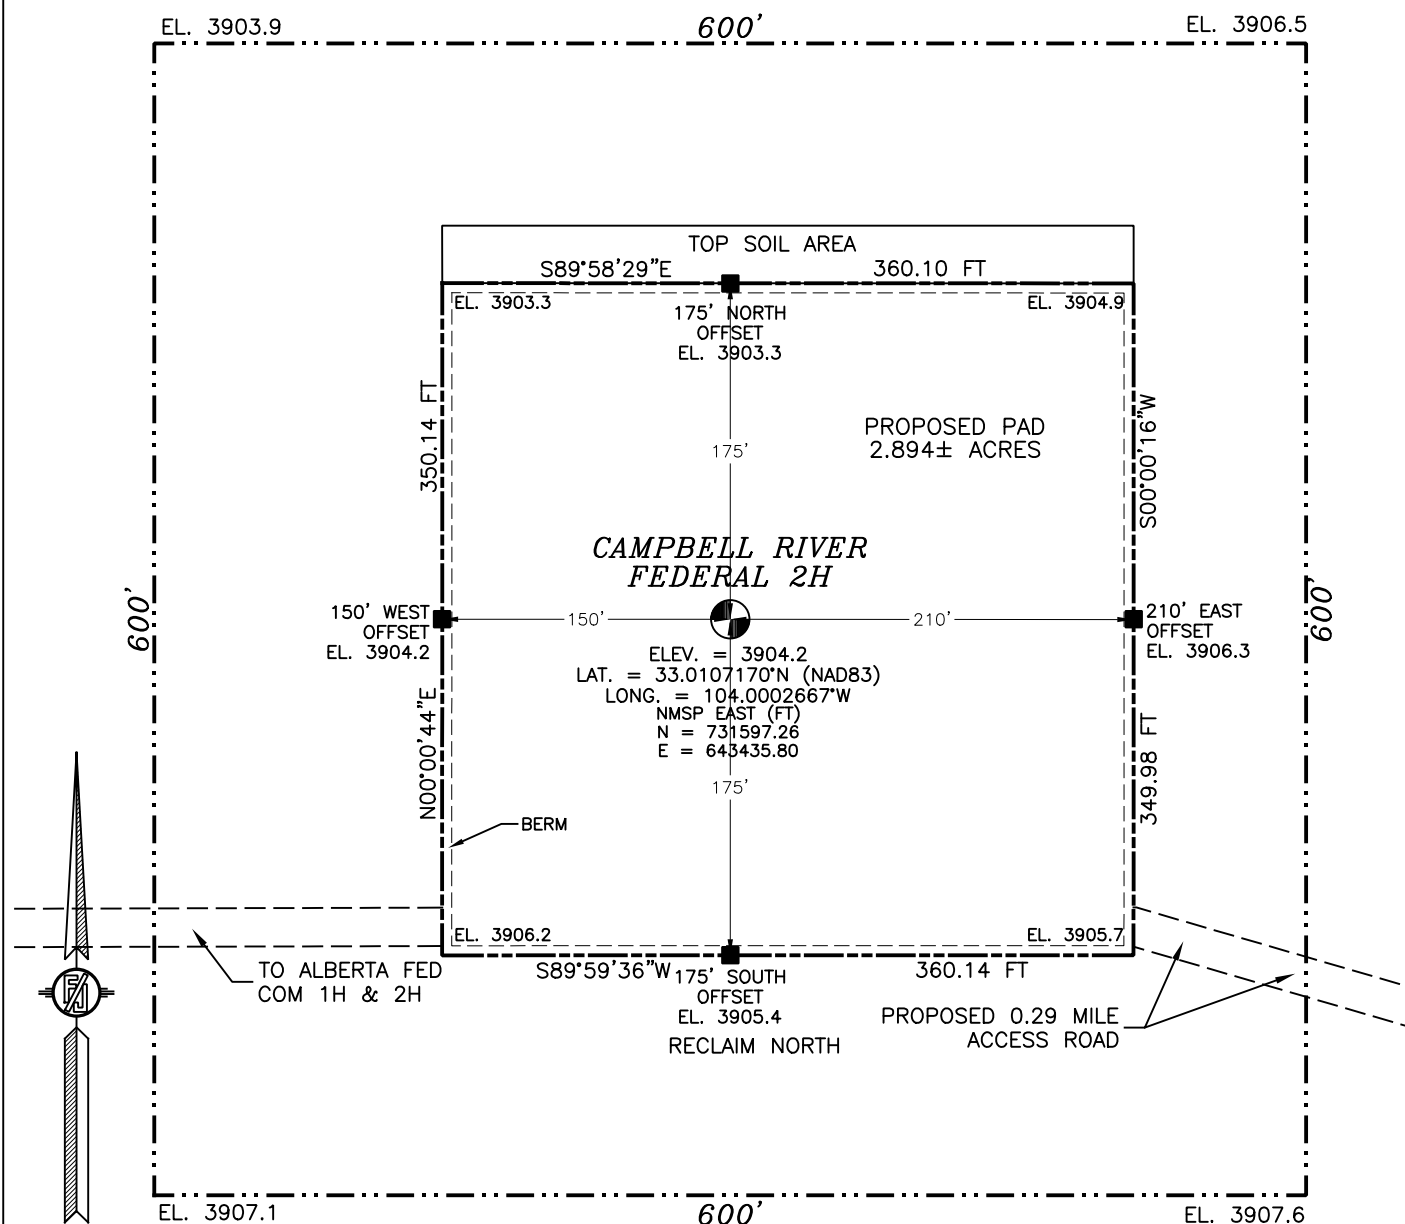 EL. 3903.9
600'
EL. 3906.5
TOP SOIL AREA
S89°58'29"E
360.10 FT
EL. 3903.3
EL. 3904.9
175' NORTH
OFFSET
EL. 3903.3
350.14 FT
S00°00'16"W
PROPOSED PAD
2.894± ACRES
175'
CAMPBELL RIVER
FEDERAL 2H
600'
150' WEST
OFFSET
EL. 3904.2
150'
210'
210' EAST
OFFSET
EL. 3906.3
600'
ELEV. = 3904.2
LAT. = 33.0107170°N (NAD83)
LONG. = 104.0002667°W
NMSP EAST (FT)
N = 731597.26
E = 643435.80
N00°00'44"E
349.98 FT
175'
BERM
EL. 3906.2
EL. 3905.7
S89°59'36"W
360.14 FT
175' SOUTH
OFFSET
EL. 3905.4
TO ALBERTA FED
COM 1H & 2H
PROPOSED 0.29 MILE
ACCESS ROAD
RECLAIM NORTH
EL. 3907.1
600'
EL. 3907.6